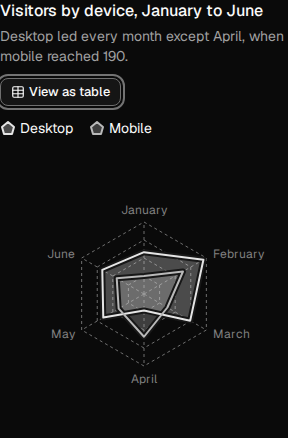 Visitors by device, January to June
Desktop led every month except April, when
mobile reached 190.
View as table
Desktop Mobile
January
June February
May March
April